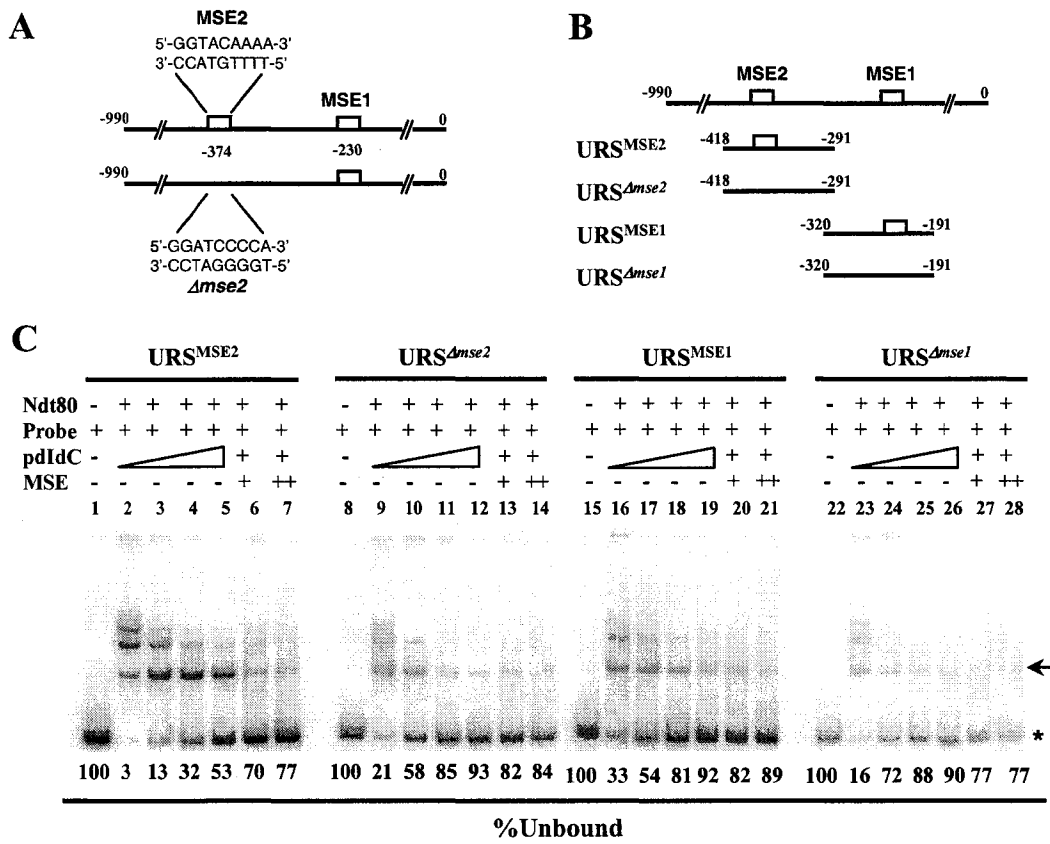 A
MSE2
5'-GGTACAAAA-3'
3'-CCATGTTTT-5'
MSE1
-990
0
-374
-230
-990
0
5'-GGATCCCCA-3'
3'-CCTAGGGGT-5'
Δmse2
B
MSE2
MSE1
-990
0
URS^MSE2
-418
-291
URS^Δmse2
-418
-291
URS^MSE1
-320
-191
URS^Δmse1
-320
-191
C
URS^MSE2 URS^Δmse2 URS^MSE1 URS^Δmse1
Ndt80 - + + + + + + - + + + + + + - + + + + + + - + + + + + +
Probe + + + + + + + + + + + + + + + + + + + + + + + + + + + +
pdIdC - + + - + + - + + - + +
MSE - + ++ - + ++ - + ++ - + ++
1 2 3 4 5 6 7 8 9 10 11 12 13 14 15 16 17 18 19 20 21 22 23 24 25 26 27 28
*
100 3 13 32 53 70 77 100 21 58 85 93 82 84 100 33 54 81 92 82 89 100 16 72 88 90 77 77
%Unbound